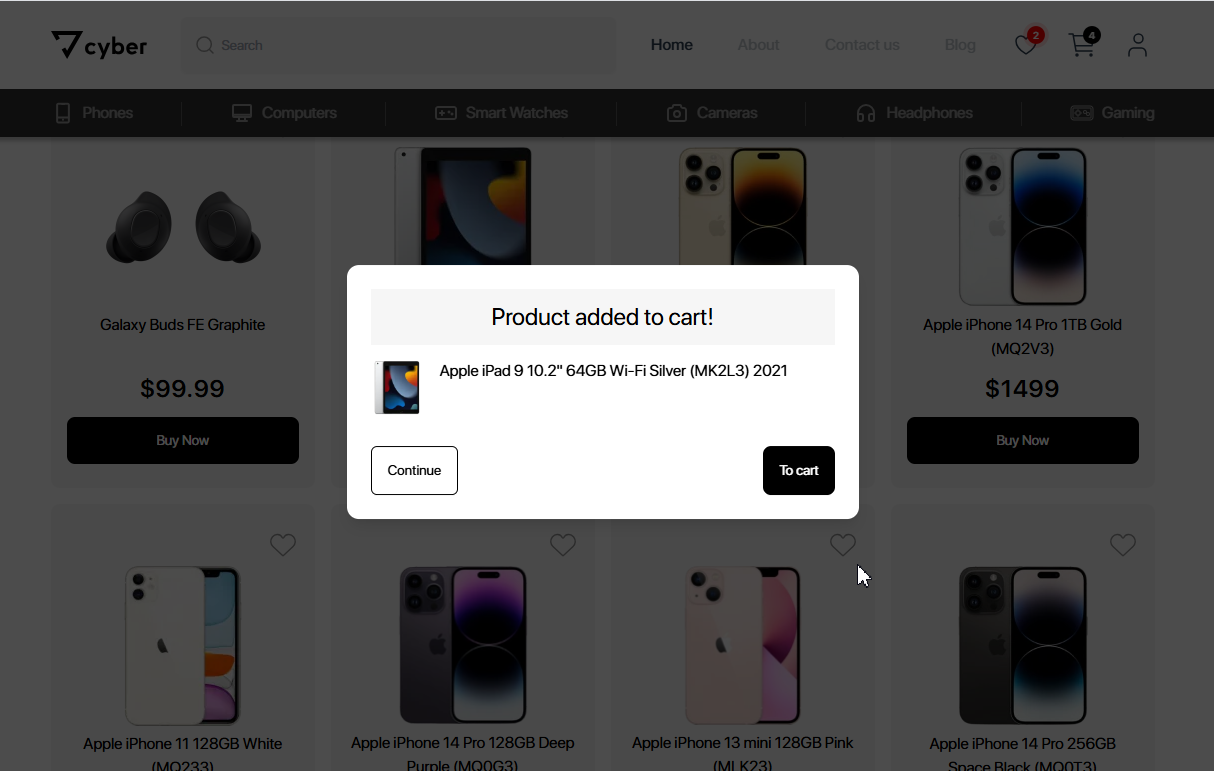 cyber
Search
Home
About
Contact us
Blog
2
4
Phones
Computers
Smart Watches
Cameras
Headphones
Gaming
Galaxy Buds FE Graphite
$99.99
Buy Now
Apple iPhone 14 Pro 1TB Gold
(MQ2V3)
$1499
Buy Now
Product added to cart!
Apple iPad 9 10.2" 64GB Wi-Fi Silver (MK2L3) 2021
Continue
To cart
Apple iPhone 11 128GB White
(MQ233)
Apple iPhone 14 Pro 128GB Deep
Purple (MQ0G3)
Apple iPhone 13 mini 128GB Pink
(MLK23)
Apple iPhone 14 Pro 256GB
Space Black (MQ0T3)